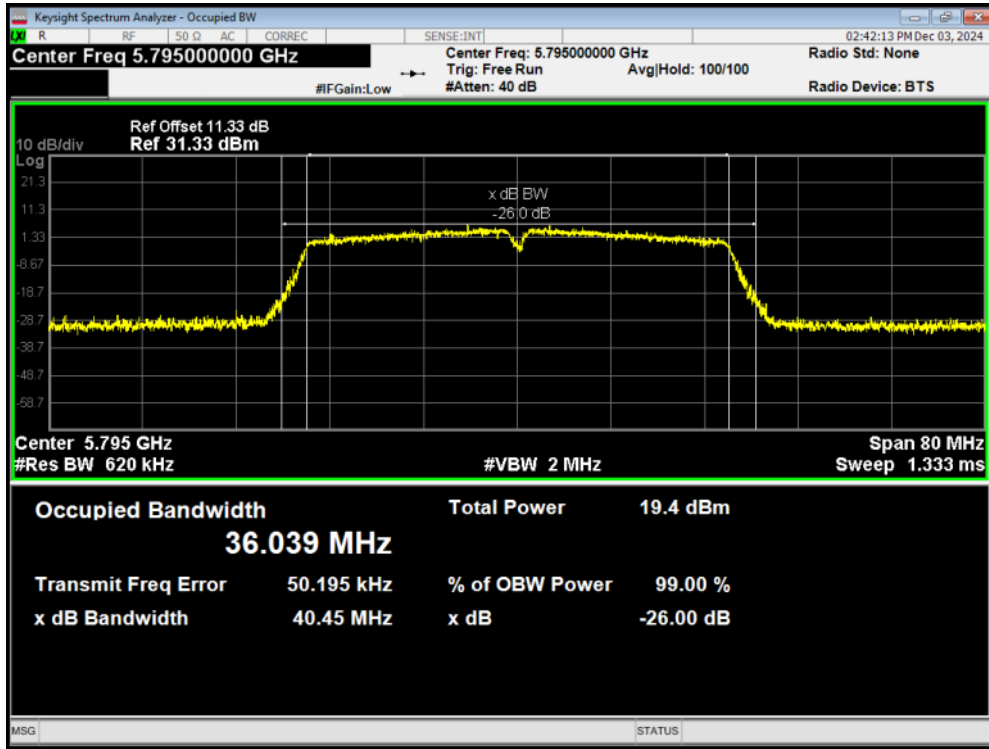 Keysight Spectrum Analyzer - Occupied BW
LXI R RF 50 Ω AC CORREC SENSE:INT 02:42:13 PM Dec 03, 2024
Center Freq 5.795000000 GHz Center Freq: 5.795000000 GHz Radio Std: None
Trig: Free Run Avg|Hold: 100/100
#IFGain:Low #Atten: 40 dB Radio Device: BTS
Ref Offset 11.33 dB
10 dB/div Ref 31.33 dBm
Log
21.3
x dB BW
11.3 -26.0 dB
1.33
-8.67
-18.7
-28.7
-38.7
-48.7
-58.7
Center 5.795 GHz Span 80 MHz
#Res BW 620 kHz #VBW 2 MHz Sweep 1.333 ms
Occupied Bandwidth Total Power 19.4 dBm
36.039 MHz
Transmit Freq Error 50.195 kHz % of OBW Power 99.00 %
x dB Bandwidth 40.45 MHz x dB -26.00 dB
MSG STATUS